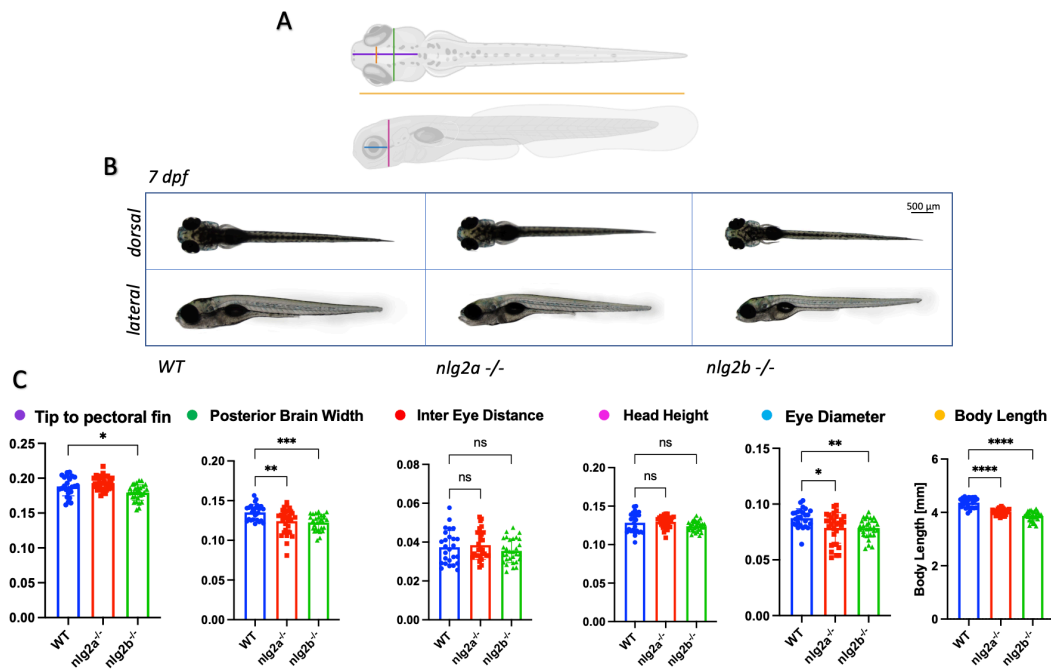 A
B
7 dpf
dorsal
500 µm
lateral
WT
nlg2a -/-
nlg2b -/-
C
Tip to pectoral fin
*
0.25
0.20
0.15
0.10
0.05
0.00
WT
nlg2a-/-
nlg2b-/-
Posterior Brain Width
***
**
0.20
0.15
0.10
0.05
0.00
WT
nlg2a-/-
nlg2b-/-
Inter Eye Distance
ns
ns
0.08
0.06
0.04
0.02
0.00
WT
nlg2a-/-
nlg2b-/-
Head Height
ns
ns
0.20
0.15
0.10
0.05
0.00
WT
nlg2a-/-
nlg2b-/-
Eye Diameter
**
*
0.15
0.10
0.05
0.00
WT
nlg2a-/-
nlg2b-/-
Body Length
****
****
Body Length [mm]
6
4
2
0
WT
nlg2a-/-
nlg2b-/-